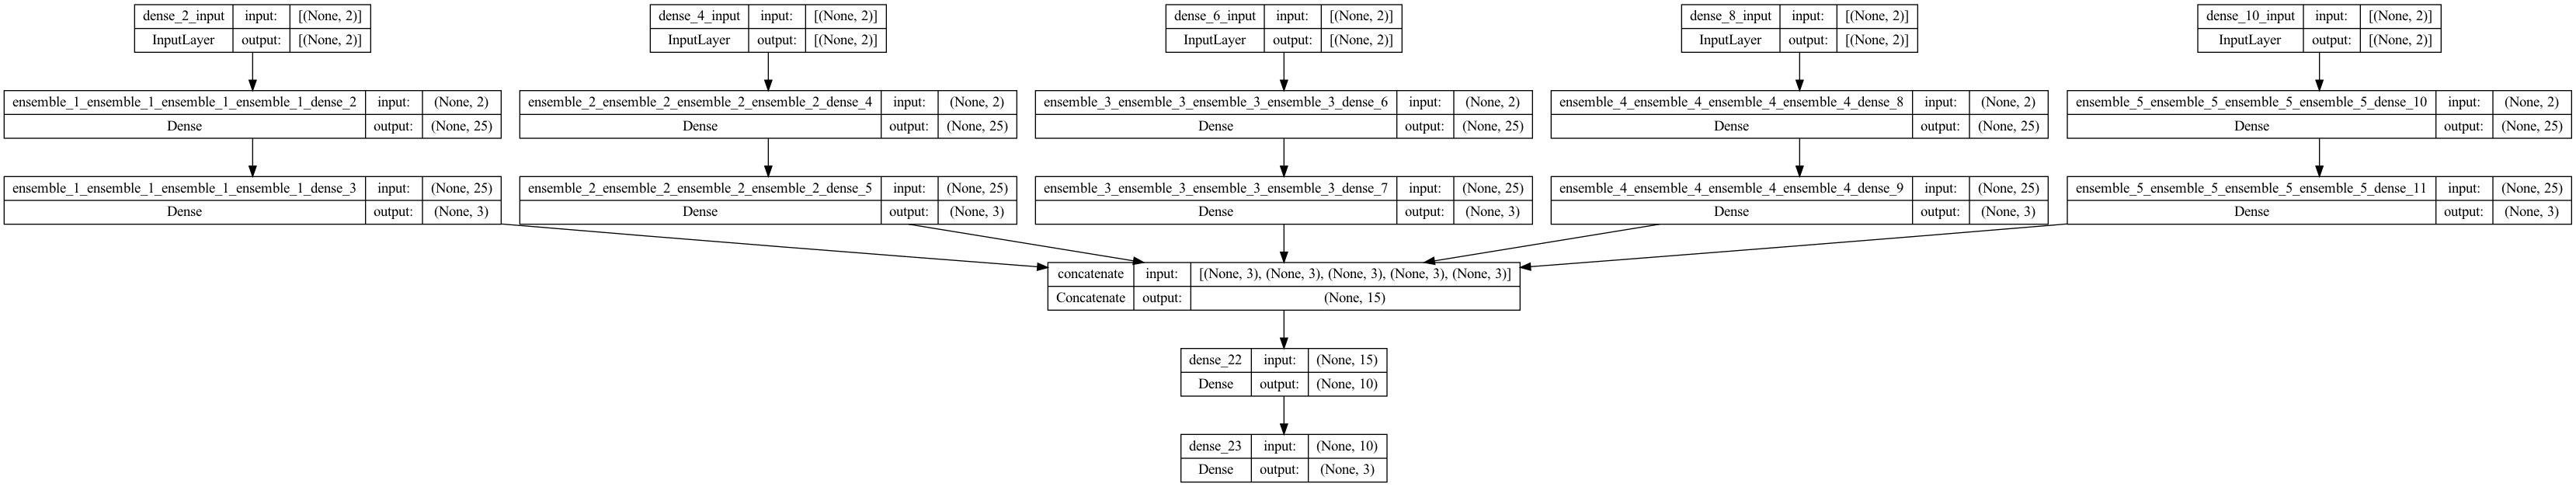 dense_2_input input: [(None, 2)] dense_4_input input: [(None, 2)] dense_6_input input: [(None, 2)] dense_8_input input: [(None, 2)] dense_10_input input: [(None, 2)]
InputLayer output: [(None, 2)] InputLayer output: [(None, 2)] InputLayer output: [(None, 2)] InputLayer output: [(None, 2)] InputLayer output: [(None, 2)]
ensemble_1_ensemble_1_ensemble_1_ensemble_1_dense_2 input: (None, 2) ensemble_2_ensemble_2_ensemble_2_ensemble_2_dense_4 input: (None, 2) ensemble_3_ensemble_3_ensemble_3_ensemble_3_dense_6 input: (None, 2) ensemble_4_ensemble_4_ensemble_4_ensemble_4_dense_8 input: (None, 2) ensemble_5_ensemble_5_ensemble_5_ensemble_5_dense_10 input: (None, 2)
Dense output: (None, 25) Dense output: (None, 25) Dense output: (None, 25) Dense output: (None, 25) Dense output: (None, 25)
ensemble_1_ensemble_1_ensemble_1_ensemble_1_dense_3 input: (None, 25) ensemble_2_ensemble_2_ensemble_2_ensemble_2_dense_5 input: (None, 25) ensemble_3_ensemble_3_ensemble_3_ensemble_3_dense_7 input: (None, 25) ensemble_4_ensemble_4_ensemble_4_ensemble_4_dense_9 input: (None, 25) ensemble_5_ensemble_5_ensemble_5_ensemble_5_dense_11 input: (None, 25)
Dense output: (None, 3) Dense output: (None, 3) Dense output: (None, 3) Dense output: (None, 3) Dense output: (None, 3)
concatenate input: [(None, 3), (None, 3), (None, 3), (None, 3), (None, 3)]
Concatenate output: (None, 15)
dense_22 input: (None, 15)
Dense output: (None, 10)
dense_23 input: (None, 10)
Dense output: (None, 3)